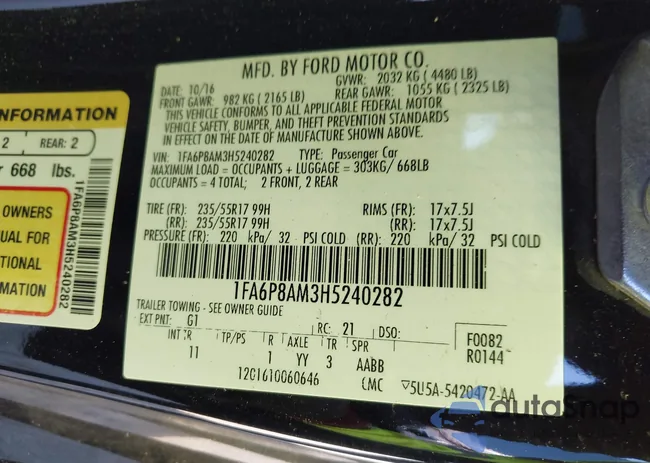 NFORMATION
2 REAR: 2
r 668 lbs.
OWNERS
UAL FOR
TIONAL
RMATION
1FA6P8AM3H5240282
MFD. BY FORD MOTOR CO.
DATE: 10/16 GVWR: 2032 KG ( 4480 LB)
FRONT GAWR: 982 KG ( 2165 LB) REAR GAWR: 1055 KG ( 2325 LB)
THIS VEHICLE CONFORMS TO ALL APPLICABLE FEDERAL MOTOR
VEHICLE SAFETY, BUMPER, AND THEFT PREVENTION STANDARDS
IN EFFECT ON THE DATE OF MANUFACTURE SHOWN ABOVE.
VIN: 1FA6P8AM3H5240282 TYPE: Passenger Car
MAXIMUM LOAD = OCCUPANTS + LUGGAGE = 303KG/ 668LB
OCCUPANTS = 4 TOTAL; 2 FRONT, 2 REAR
TIRE (FR): 235/55R17 99H RIMS (FR): 17x7.5J
(RR): 235/55R17 99H (RR): 17x7.5J
PRESSURE (FR): 220 kPa/ 32 PSI COLD (RR): 220 kPa/ 32 PSI COLD
1FA6P8AM3H5240282
TRAILER TOWING - SEE OWNER GUIDE
EXT PNT: G1 RC: 21 DSO:
F0082
R0144
INT TR TP/PS R AXLE TR SPR
11 1 YY 3 AABB
12C1610060646 CMC 5U5A-5420472-AA
autosnap